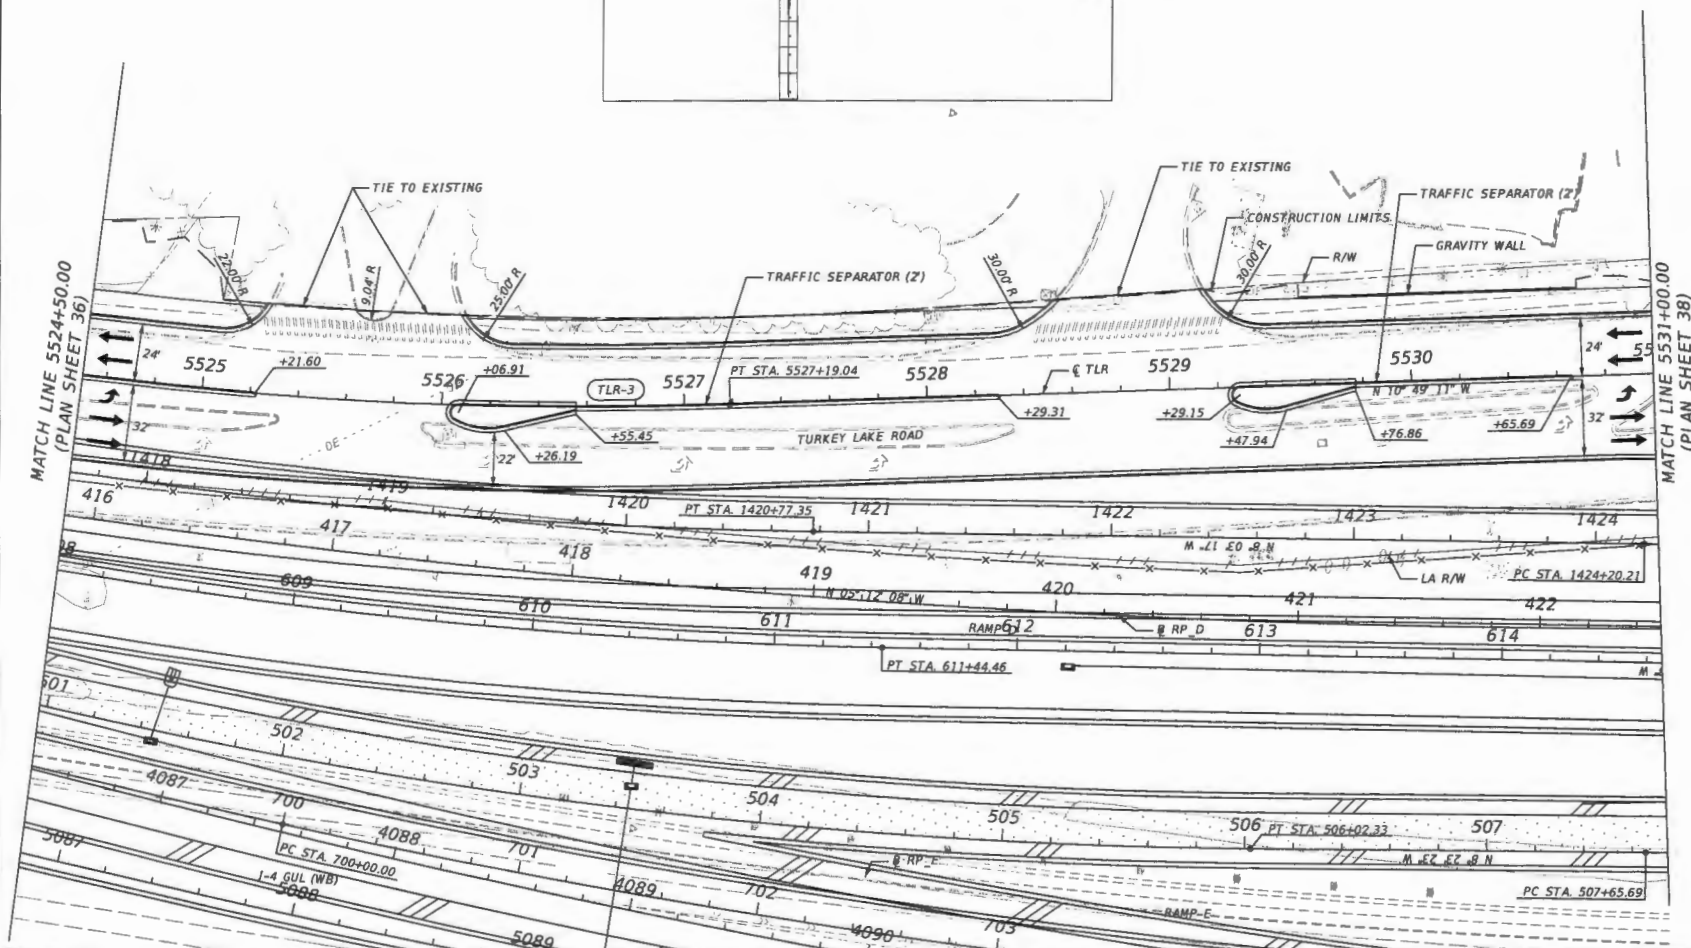 TIE TO EXISTING
TIE TO EXISTING
TRAFFIC SEPARATOR (2')
CONSTRUCTION LIMITS
GRAVITY WALL
R/W
22.00' R
9.04' R
25.00' R
30.00' R
30.00' R
TRAFFIC SEPARATOR (2')
MATCH LINE 5524+50.00
(PLAN SHEET 36)
MATCH LINE 5531+00.00
(PLAN SHEET 38)
24'
24'
5525
+21.60
5526
+06.91
TLR-3
5527
PT STA. 5527+19.04
5528
℄ TLR
5529
5530
55
N 10° 49' 11" W
32'
+55.45
+29.31
+29.15
+47.94
+76.86
+65.69
32'
OE
22'
+26.19
TURKEY LAKE ROAD
1418
1419
1420
PT STA. 1420+77.35
1421
1422
1423
1424
416
417
418
419
420
421
422
N 8° 03' 17" W
LA R/W
PC STA. 1424+20.21
N 05° 12' 08" W
609
610
611
RAMP D
612
613
614
RP_D
PT STA. 611+44.46
W
501
502
503
504
505
506
507
PT STA. 506+02.33
N 8° 23' 23" W
PC STA. 507+65.69
4087
700
4088
701
4089
702
4090
703
PC STA. 700+00.00
I-4 GUL (WB)
5087
5088
5089
RP_E
RAMP-E